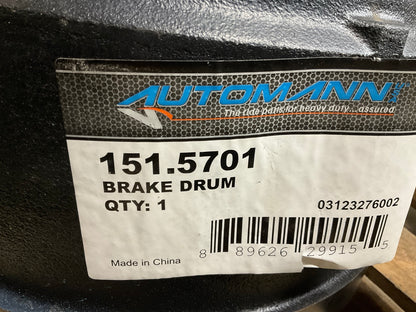 AUTOMANN
The tide parts for heavy duty...assured
151.5701
BRAKE DRUM
QTY: 1
03123276002
8 89626 29915 5
Made in China